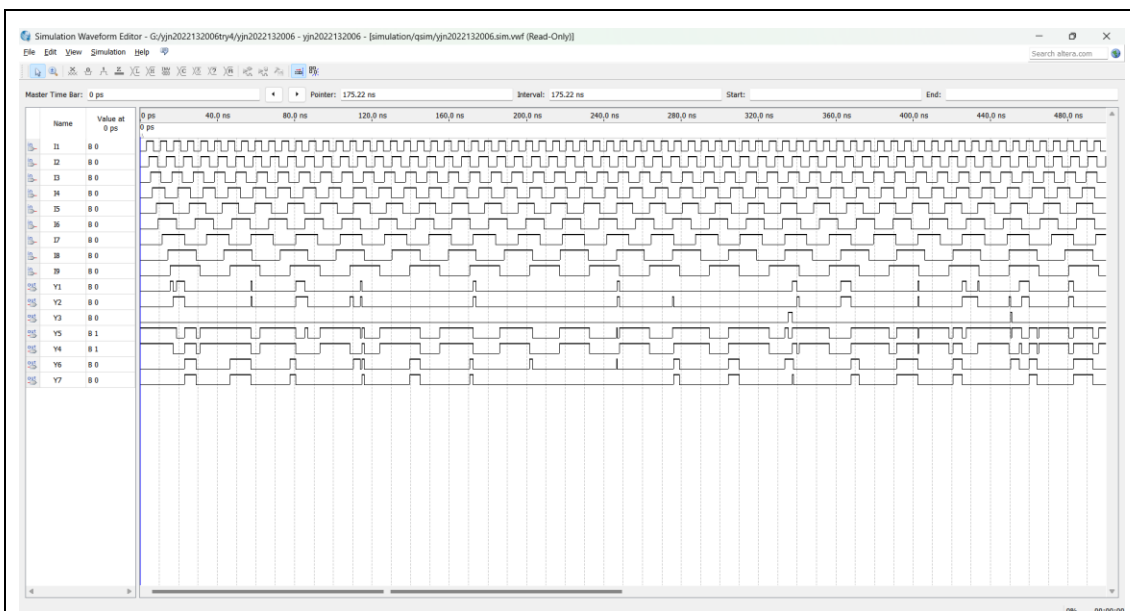 Simulation Waveform Editor - G:/yjn2022132006try4/yjn2022132006 - yjn2022132006 - [simulation/qsim/yjn2022132006.sim.vwf (Read-Only)]
File Edit View Simulation Help
Search altera.com
Master Time Bar: 0 ps Pointer: 175.22 ns Interval: 175.22 ns Start: End:
Name Value at 0 ps
0 ps 40.0 ns 80.0 ns 120.0 ns 160.0 ns 200.0 ns 240.0 ns 280.0 ns 320.0 ns 360.0 ns 400.0 ns 440.0 ns 480.0 ns
0 ps
I1 B 0
I2 B 0
I3 B 0
I4 B 0
I5 B 0
I6 B 0
I7 B 0
I8 B 0
I9 B 0
Y1 B 0
Y2 B 0
Y3 B 0
Y5 B 1
Y4 B 1
Y6 B 0
Y7 B 0
0% 00:00:00